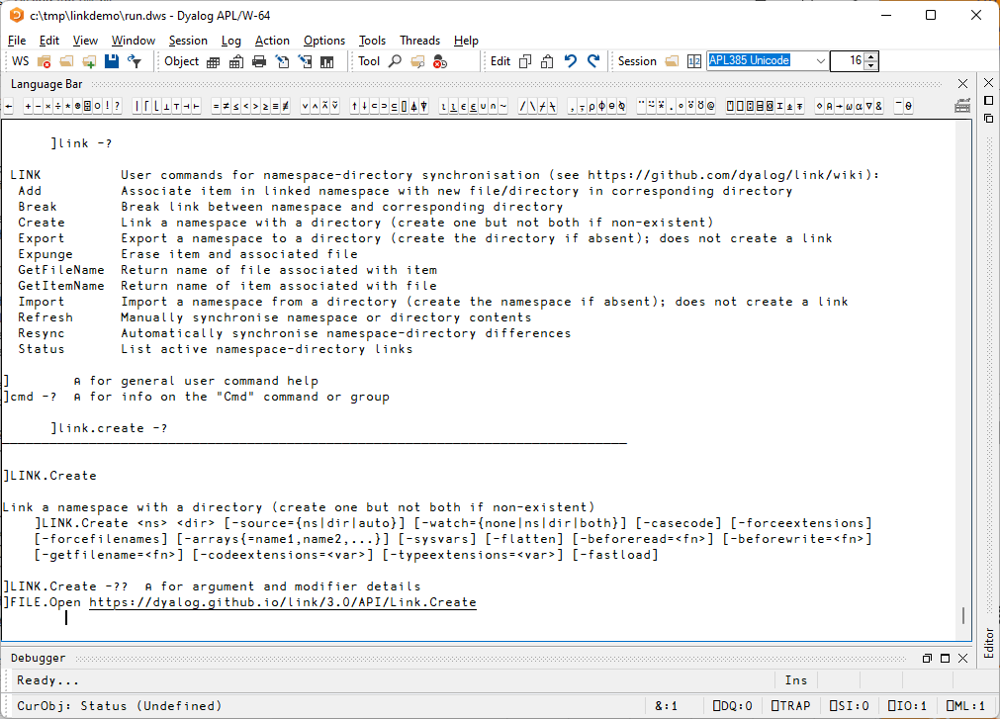 c:\tmp\linkdemo\run.dws - Dyalog APL/W-64
File Edit View Window Session Log Action Options Tools Threads Help
WS Object Tool Edit Session APL385 Unicode 16
Language Bar
]link -?
LINK User commands for namespace-directory synchronisation (see https://github.com/dyalog/link/wiki):
Add Associate item in linked namespace with new file/directory in corresponding directory
Break Break link between namespace and corresponding directory
Create Link a namespace with a directory (create one but not both if non-existent)
Export Export a namespace to a directory (create the directory if absent); does not create a link
Expunge Erase item and associated file
GetFileName Return name of file associated with item
GetItemName Return name of item associated with file
Import Import a namespace from a directory (create the namespace if absent); does not create a link
Refresh Manually synchronise namespace or directory contents
Resync Automatically synchronise namespace-directory differences
Status List active namespace-directory links
] ⍝ for general user command help
]cmd -? ⍝ for info on the "Cmd" command or group
]link.create -?
]LINK.Create
Link a namespace with a directory (create one but not both if non-existent)
]LINK.Create <ns> <dir> [-source={ns|dir|auto}] [-watch={none|ns|dir|both}] [-casecode] [-forceextensions]
[-forcefilenames] [-arrays{=name1,name2,...}] [-sysvars] [-flatten] [-beforeread=<fn>] [-beforewrite=<fn>]
[-getfilename=<fn>] [-codeextensions=<var>] [-typeextensions=<var>] [-fastload]
]LINK.Create -?? ⍝ for argument and modifier details
]FILE.Open https://dyalog.github.io/link/3.0/API/Link.Create
Editor
Debugger
Ready...
Ins
CurObj: Status (Undefined)
&:1 ⎕DQ:0 ⎕TRAP ⎕SI:0 ⎕IO:1 ⎕ML:1